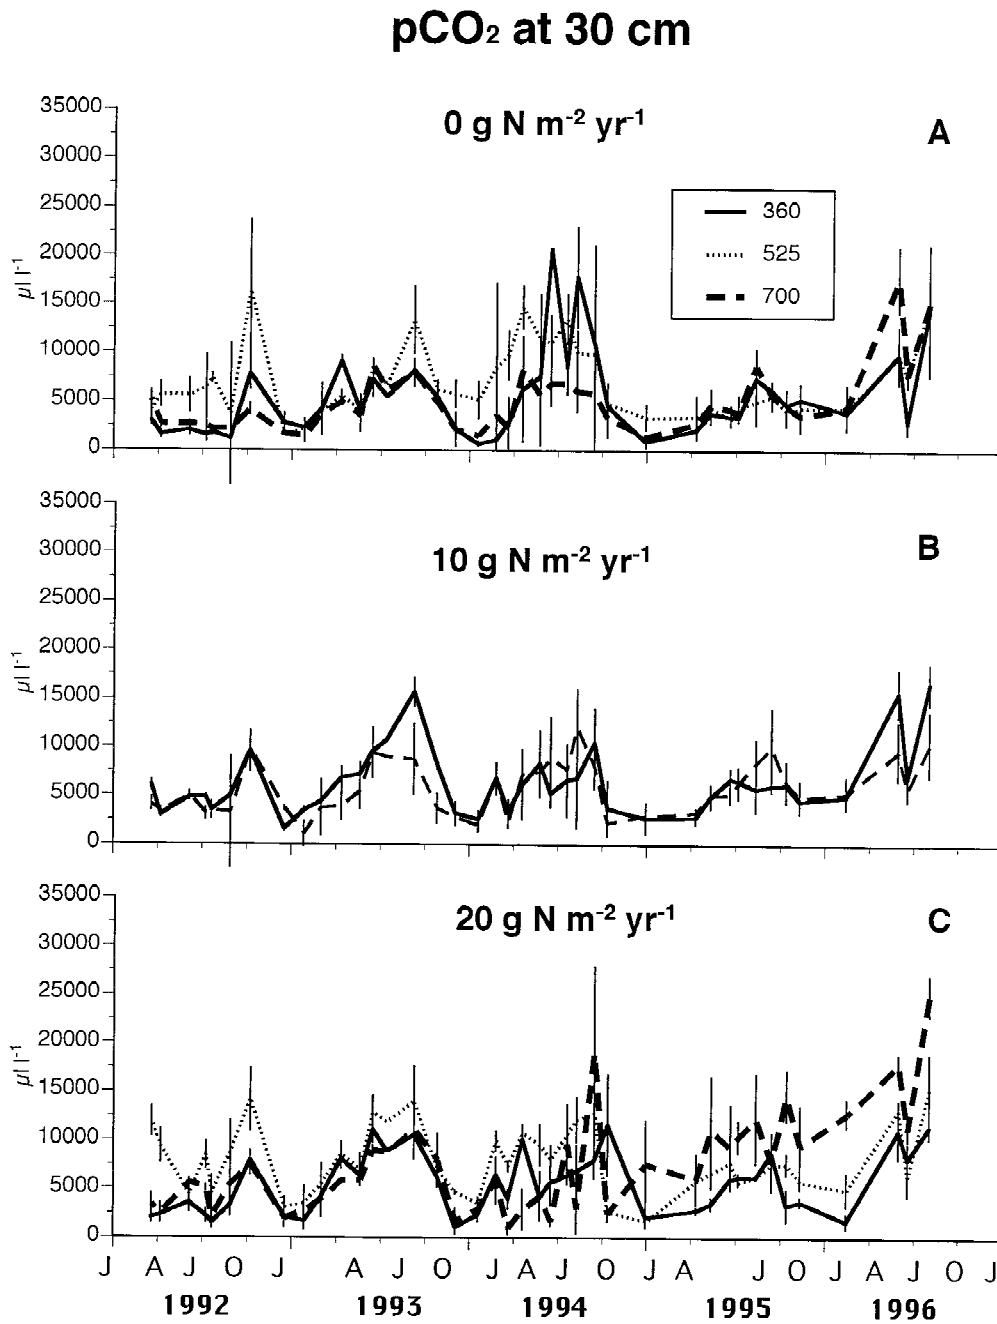 pCO₂ at 30 cm
35000
30000
25000
20000
15000
10000
5000
0
µl l⁻¹
0 g N m⁻² yr⁻¹
A
360
525
700
35000
30000
25000
20000
15000
10000
5000
0
µl l⁻¹
10 g N m⁻² yr⁻¹
B
35000
30000
25000
20000
15000
10000
5000
0
µl l⁻¹
20 g N m⁻² yr⁻¹
C
J A J O J A J O J A J O J A J O J A J O J
1992 1993 1994 1995 1996